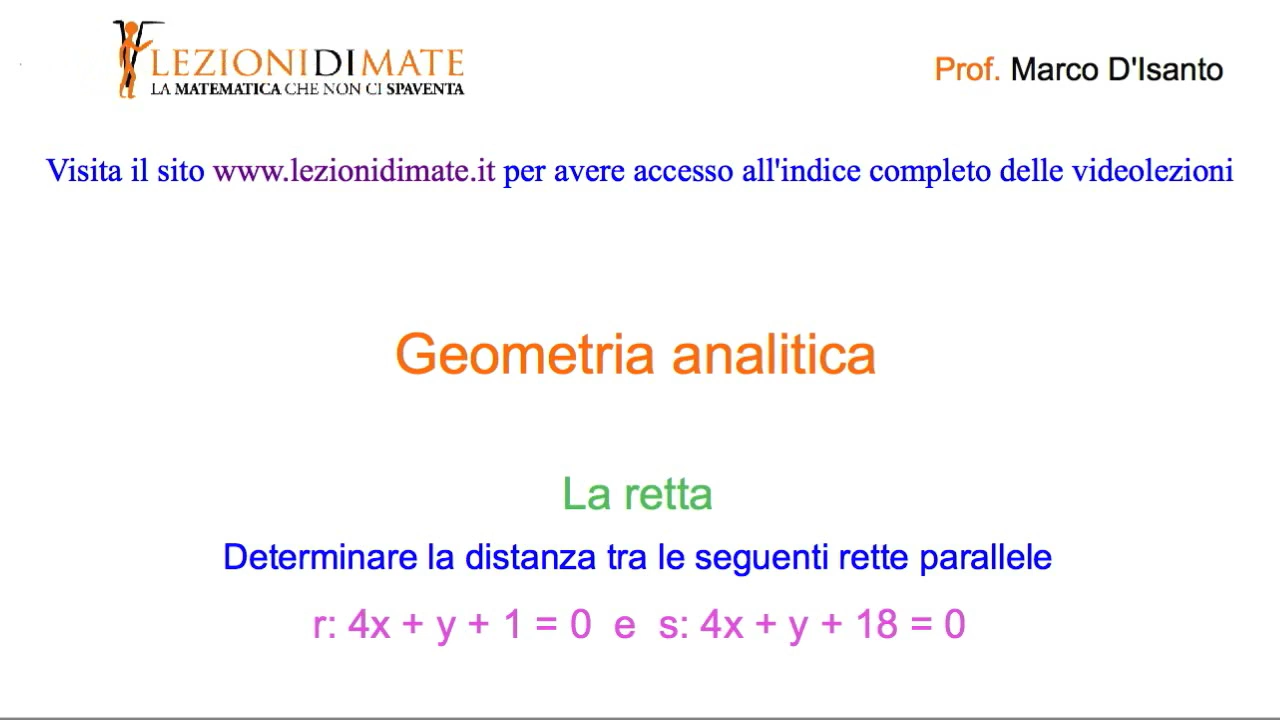 LEZIONIDIMATE
LA MATEMATICA CHE NON CI SPAVENTA
Prof. Marco D'Isanto
Visita il sito www.lezionidimate.it per avere accesso all'indice completo delle videolezioni
Geometria analitica
La retta
Determinare la distanza tra le seguenti rette parallele
r: 4x + y + 1 = 0 e s: 4x + y + 18 = 0